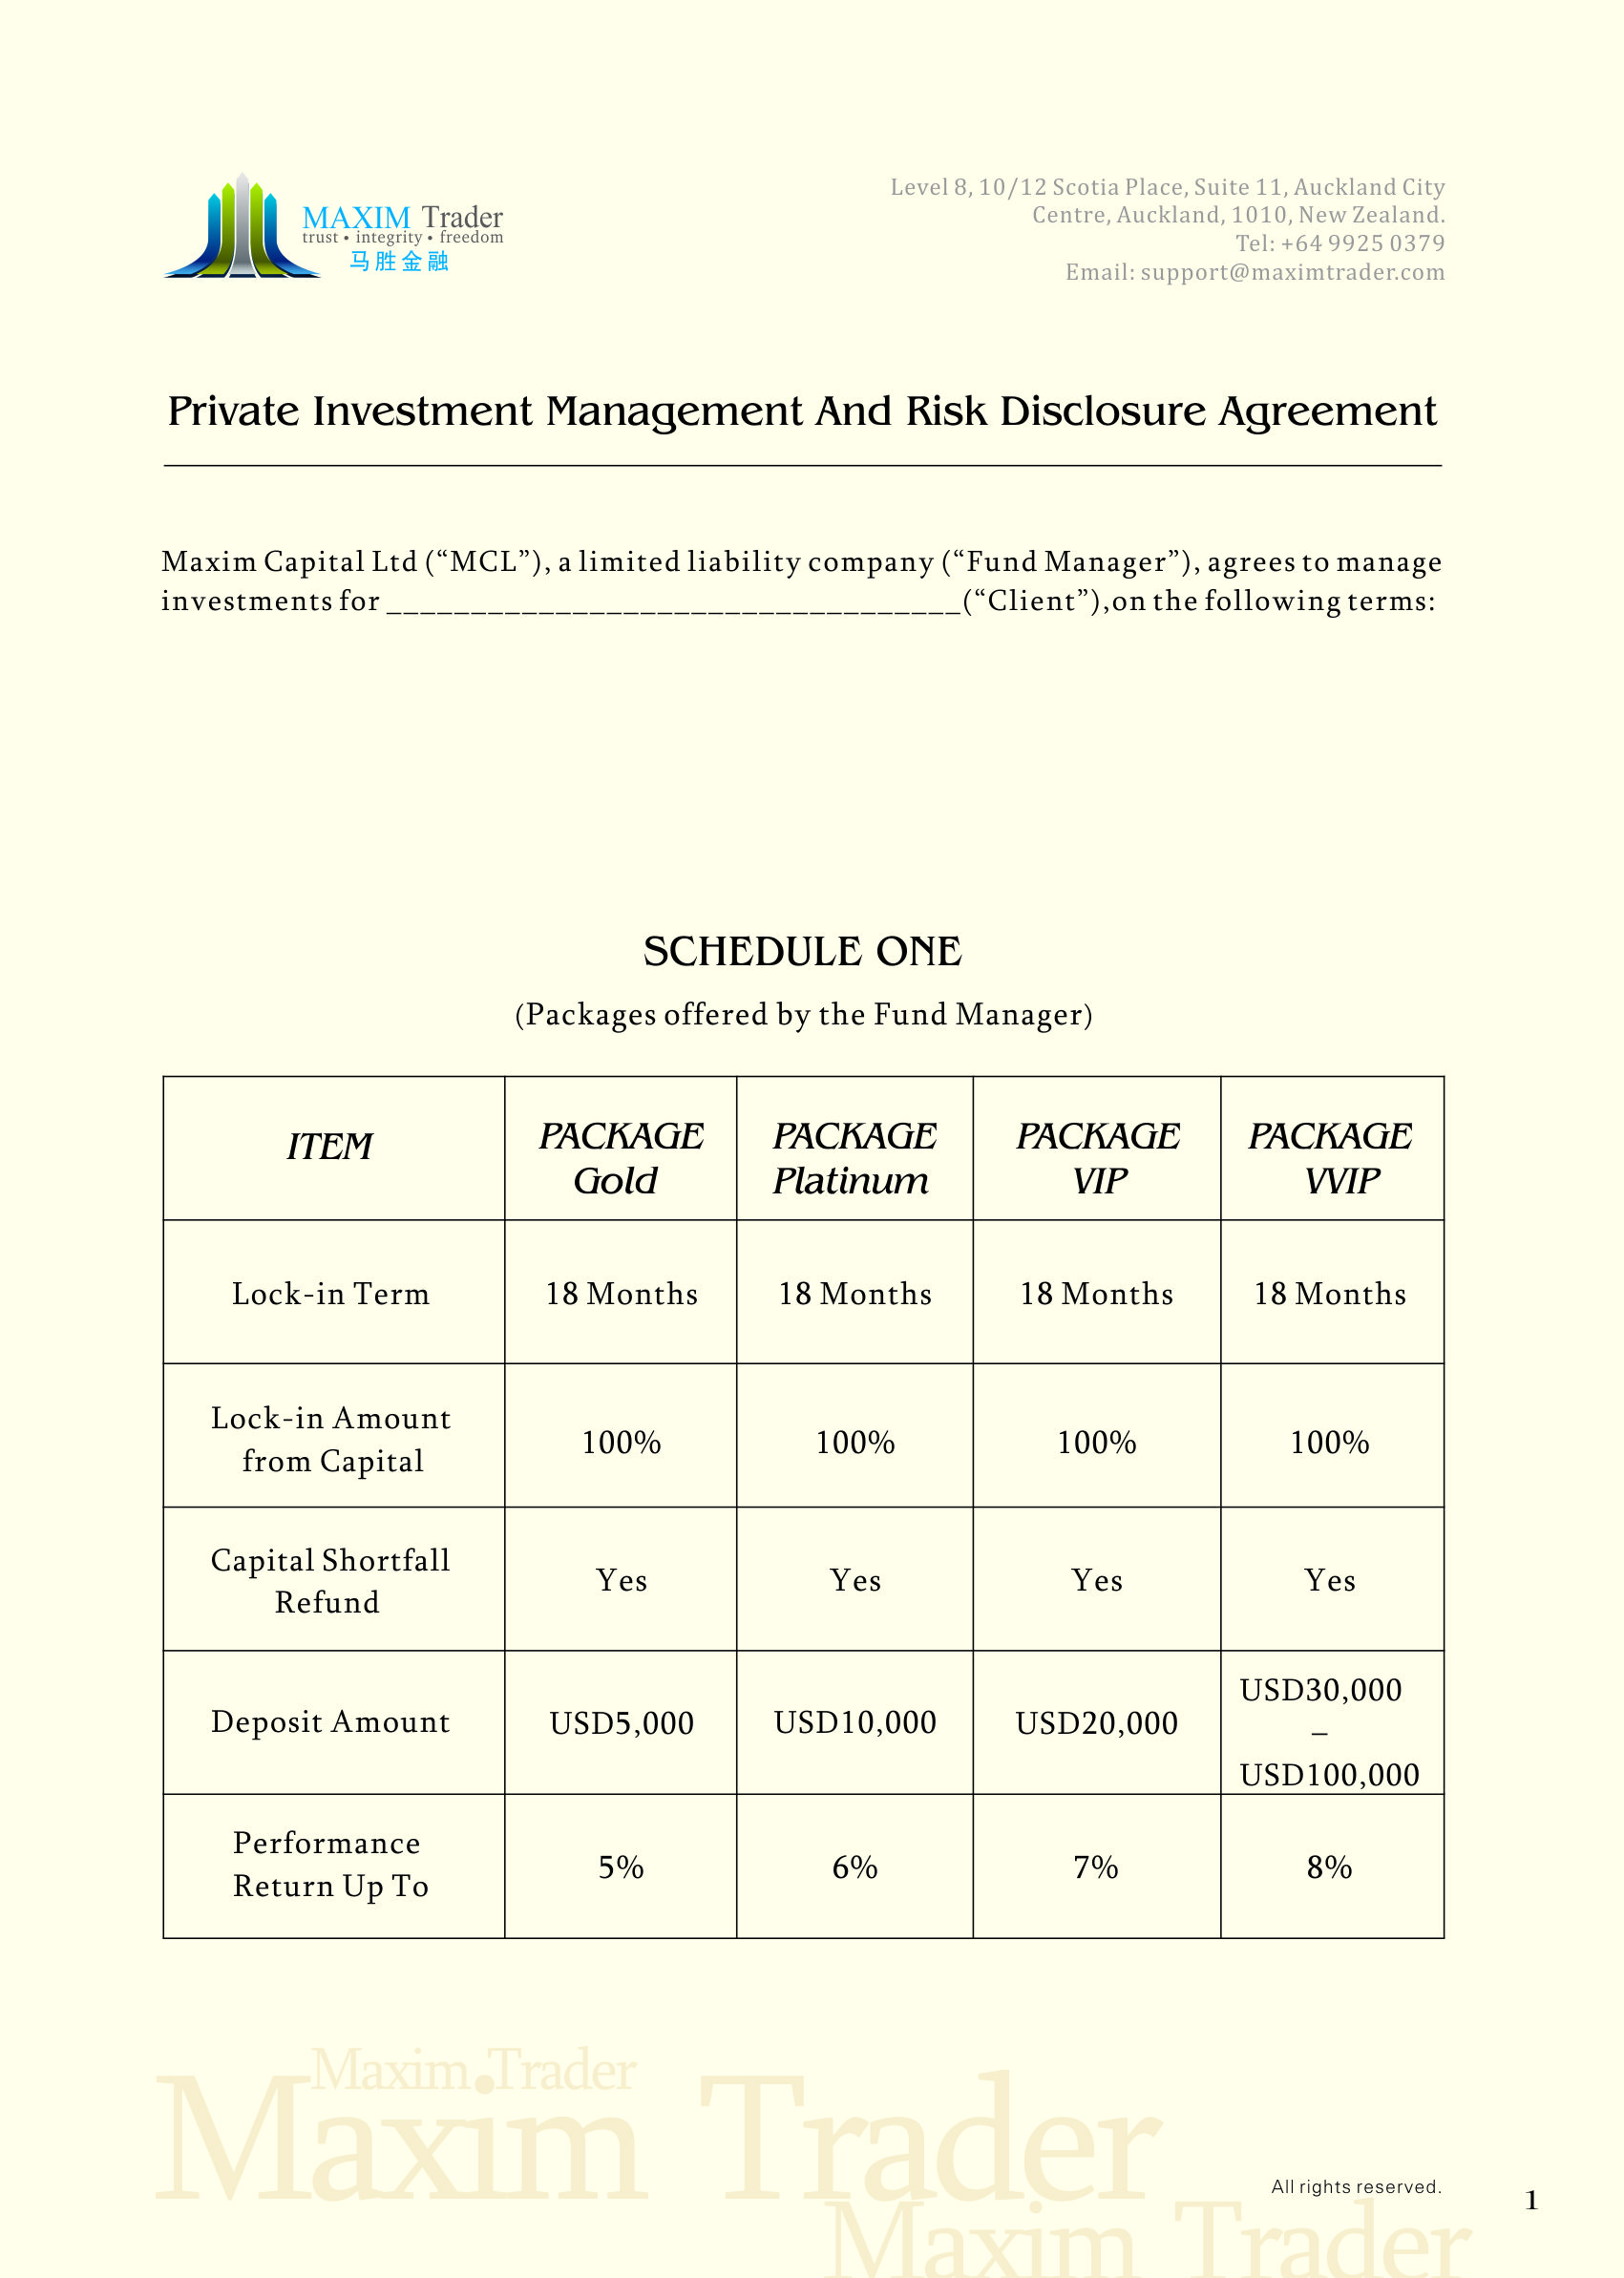 MAXIM Trader
trust • integrity • freedom
马胜金融
Level 8, 10/12 Scotia Place, Suite 11, Auckland City
Centre, Auckland, 1010, New Zealand.
Tel: +64 9925 0379
Email: support@maximtrader.com
Private Investment Management And Risk Disclosure Agreement
Maxim Capital Ltd (“MCL”), a limited liability company (“Fund Manager”), agrees to manage
investments for __________________________________(“Client”),on the following terms:
SCHEDULE ONE
(Packages offered by the Fund Manager)
ITEM
PACKAGE
Gold
PACKAGE
Platinum
PACKAGE
VIP
PACKAGE
VVIP
Lock-in Term
18 Months
18 Months
18 Months
18 Months
Lock-in Amount
from Capital
100%
100%
100%
100%
Capital Shortfall
Refund
Yes
Yes
Yes
Yes
Deposit Amount
USD5,000
USD10,000
USD20,000
USD30,000
–
USD100,000
Performance
Return Up To
5%
6%
7%
8%
Maxim Trader
Maxim Trader
All rights reserved.
1
Maxim Trader